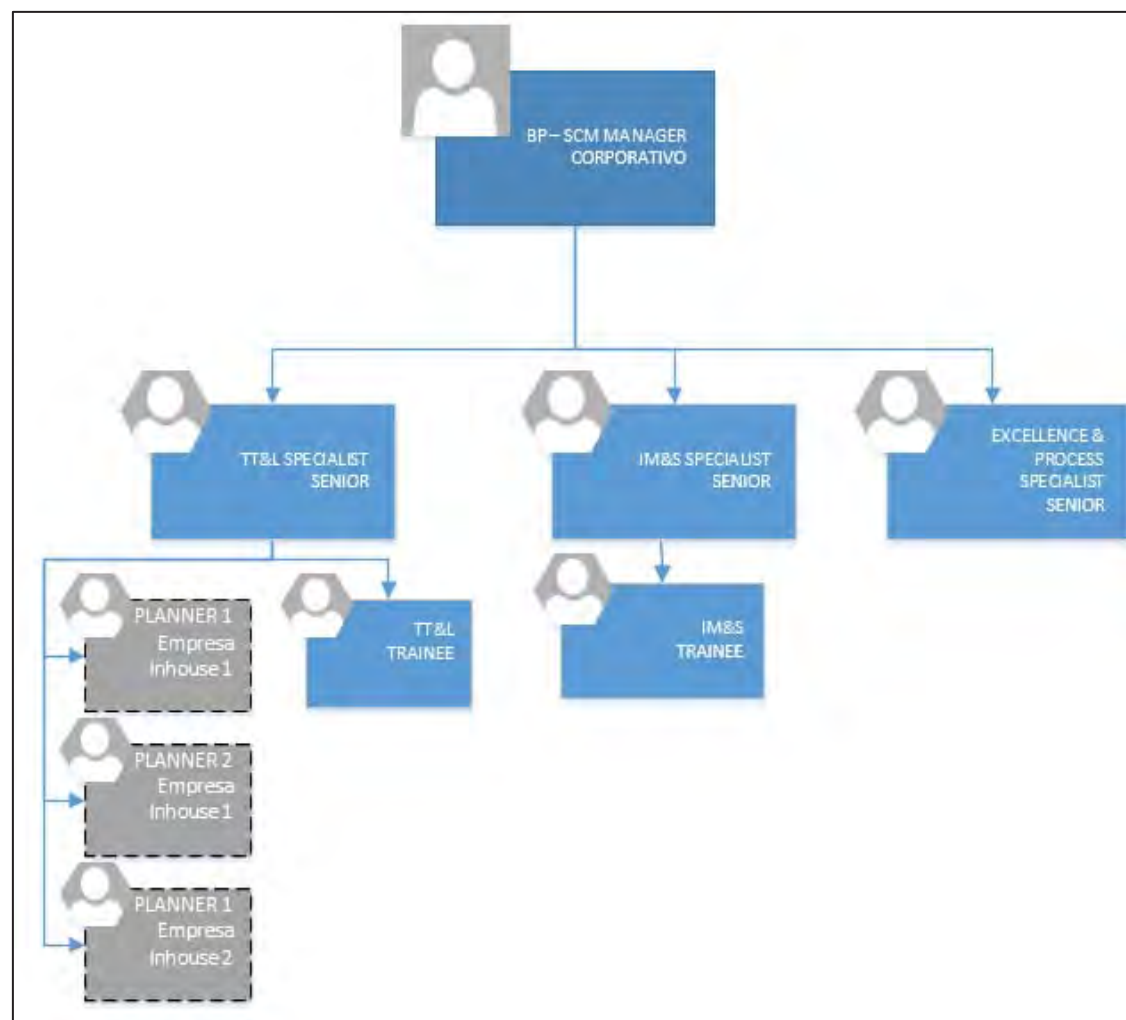 BP – SCM MANAGER
CORPORATIVO
TT&L SPECIALIST
SENIOR
IM&S SPECIALIST
SENIOR
EXCELLENCE &
PROCESS
SPECIALIST
SENIOR
PLANNER 1
Empresa
Inhouse 1
TT&L
TRAINEE
IM&S
TRAINEE
PLANNER 2
Empresa
Inhouse 1
PLANNER 1
Empresa
Inhouse 2